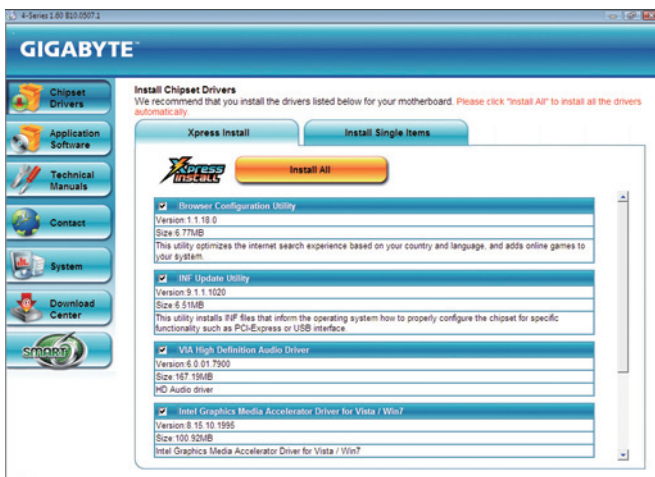 4-Series 1.80 B10.0507.1
GIGABYTE™
Chipset
Drivers
Application
Software
Technical
Manuals
Contact
System
Download
Center
SMART 6
Install Chipset Drivers
We recommend that you install the drivers listed below for your motherboard. Please click "Install All" to install all the drivers
automatically.
Xpress Install
Install Single Items
Xpress
INSTALL
Install All
Browser Configuration Utility
Version:1.1.18.0
Size:6.77MB
This utility optimizes the internet search experience based on your country and language, and adds online games to
your system.
INF Update Utility
Version:9.1.1.1020
Size:6.51MB
This utility installs INF files that inform the operating system how to properly configure the chipset for specific
functionality such as PCI-Express or USB interface.
VIA High Definition Audio Driver
Version:6.0.01.7900
Size:167.19MB
HD Audio driver
Intel Graphics Media Accelerator Driver for Vista / Win7
Version:8.15.10.1995
Size:100.92MB
Intel Graphics Media Accelerator Driver for Vista / Win7